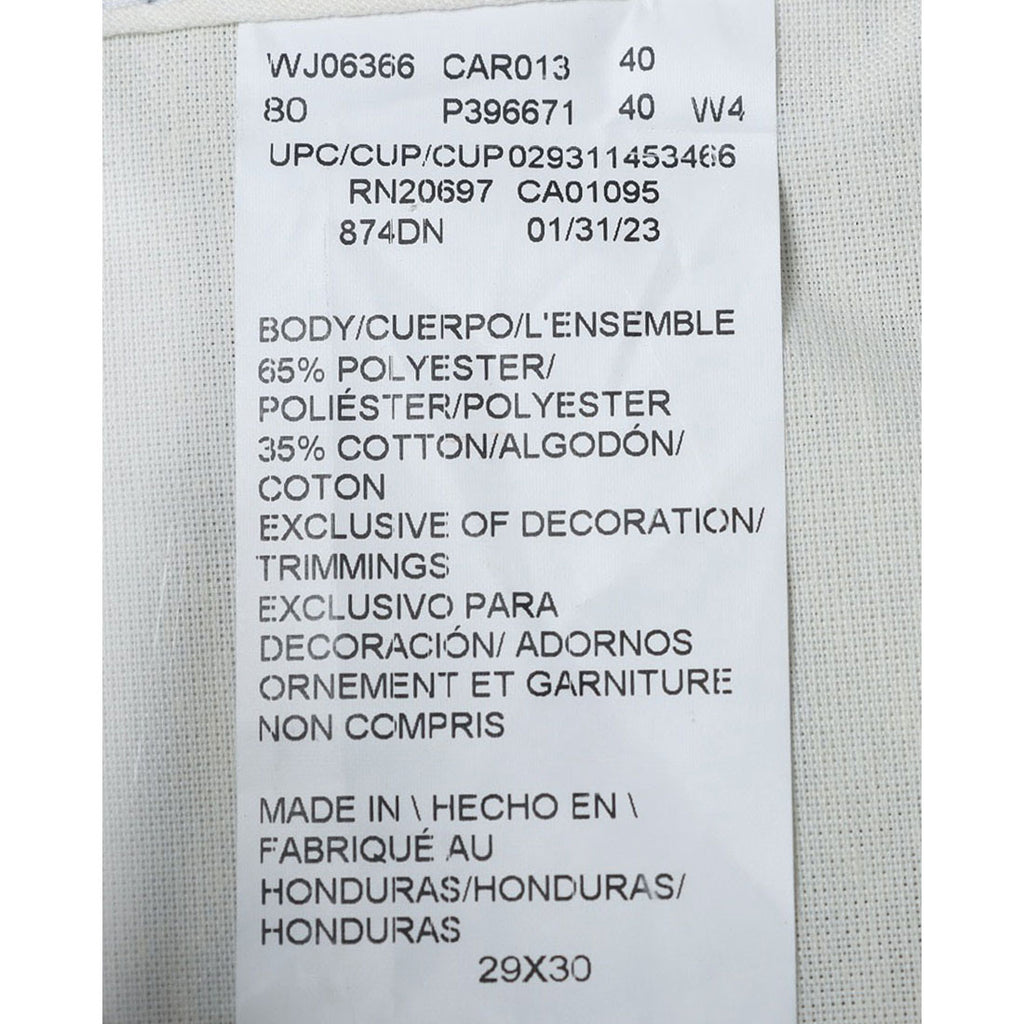 WJ06366 CAR013 40
80 P396671 40 W4
UPC/CUP/CUP029311453466
RN20697 CA01095
874DN 01/31/23
BODY/CUERPO/L'ENSEMBLE
65% POLYESTER/
POLIÉSTER/POLYESTER
35% COTTON/ALGODÓN/
COTON
EXCLUSIVE OF DECORATION/
TRIMMINGS
EXCLUSIVO PARA
DECORACIÓN/ ADORNOS
ORNEMENT ET GARNITURE
NON COMPRIS
MADE IN \ HECHO EN \
FABRIQUÉ AU
HONDURAS/HONDURAS/
HONDURAS
29X30